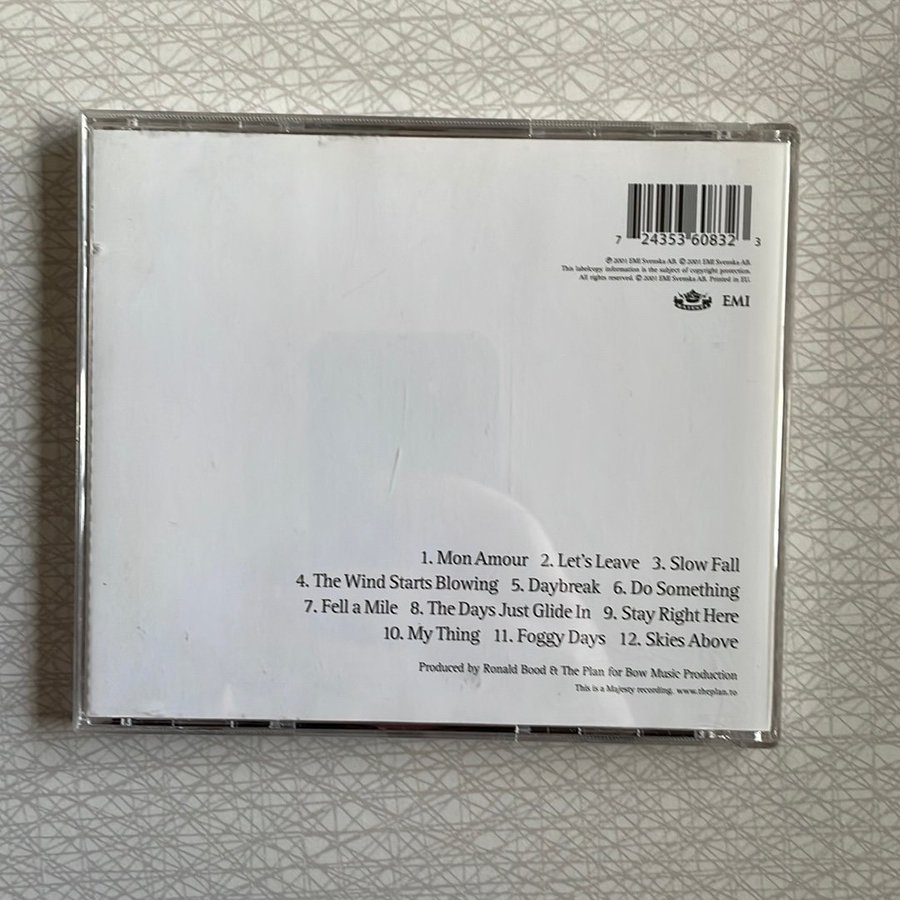 7 24353 60832 3
℗ 2001 EMI Svenska AB. © 2001 EMI Svenska AB.
This labelcopy information is the subject of copyright protection.
All rights reserved. © 2001 EMI Svenska AB. Printed in EU.
EMI
1. Mon Amour 2. Let's Leave 3. Slow Fall
4. The Wind Starts Blowing 5. Daybreak 6. Do Something
7. Fell a Mile 8. The Days Just Glide In 9. Stay Right Here
10. My Thing 11. Foggy Days 12. Skies Above
Produced by Ronald Bood & The Plan for Bow Music Production
This is a Majesty recording. www.theplan.to